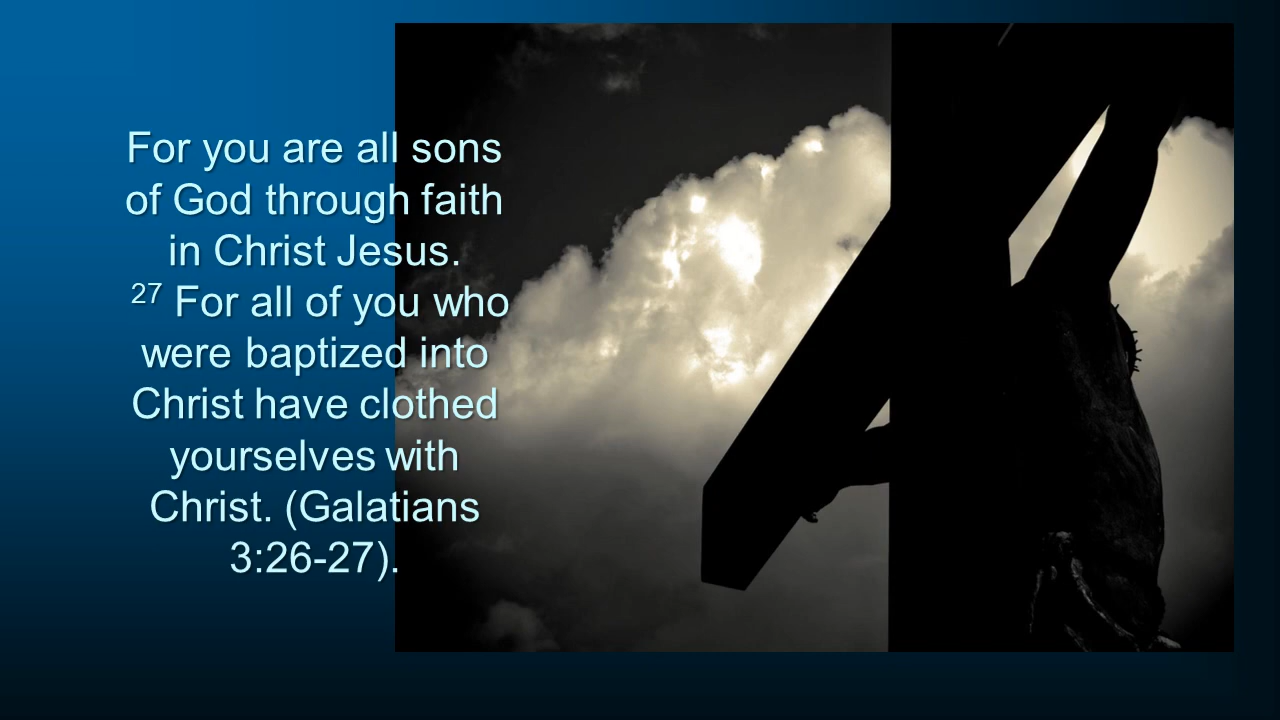 For you are all sons
of God through faith
in Christ Jesus.
27 For all of you who
were baptized into
Christ have clothed
yourselves with
Christ. (Galatians
3:26-27).